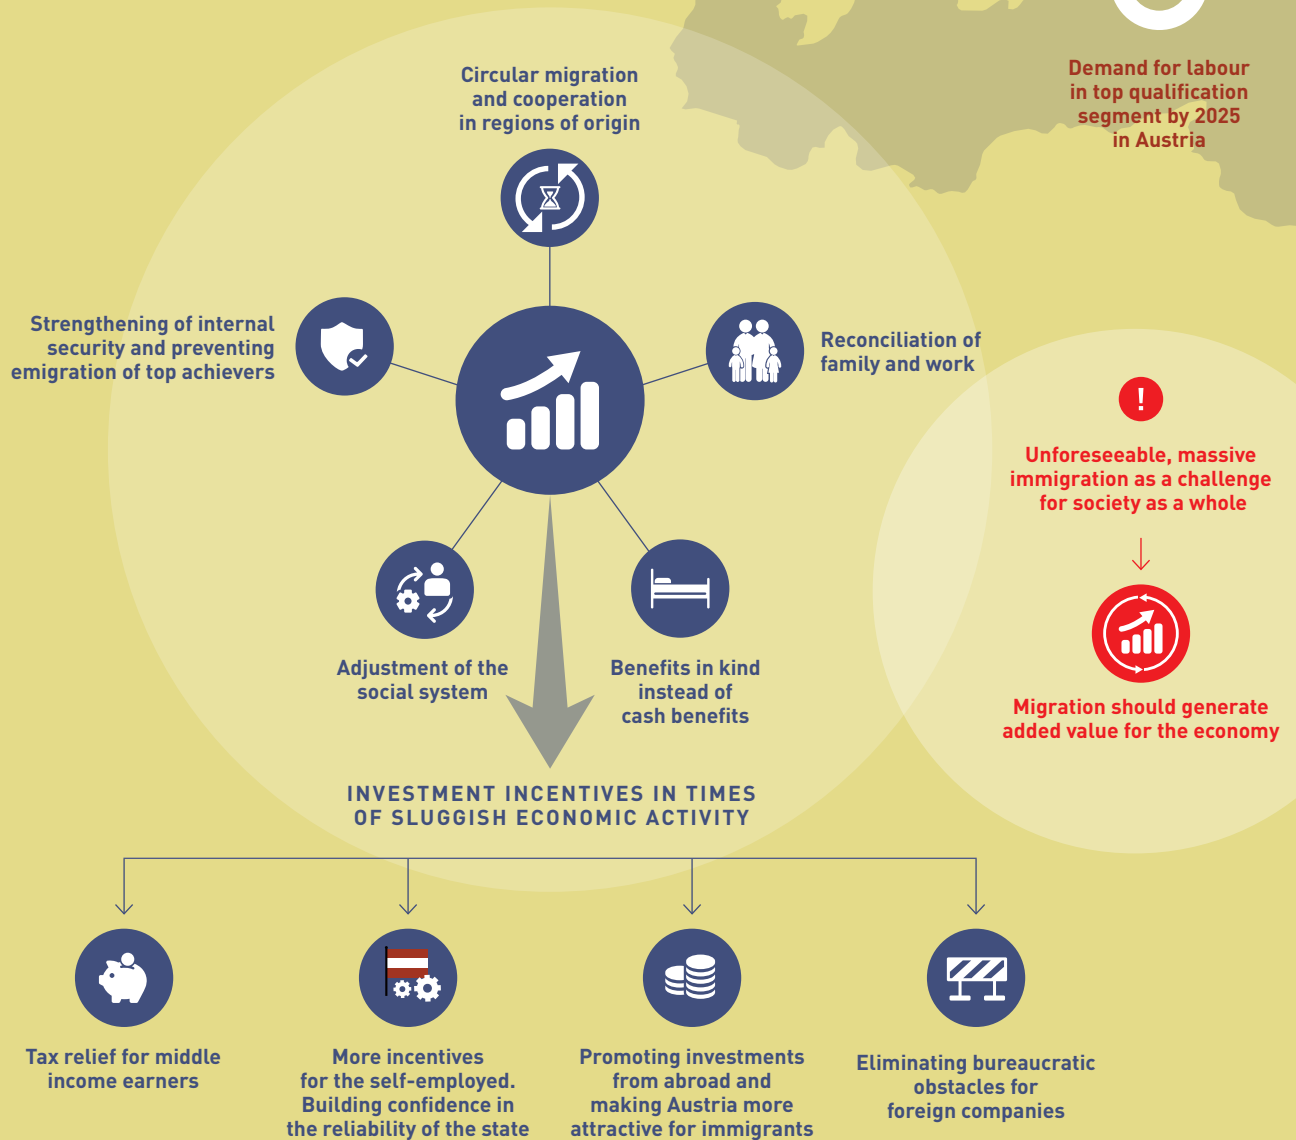 Demand for labour
in top qualification
segment by 2025
in Austria
Circular migration
and cooperation
in regions of origin
Strengthening of internal
security and preventing
emigration of top achievers
Reconciliation of
family and work
!
Unforeseeable, massive
immigration as a challenge
for society as a whole
Migration should generate
added value for the economy
Adjustment of the
social system
Benefits in kind
instead of
cash benefits
INVESTMENT INCENTIVES IN TIMES
OF SLUGGISH ECONOMIC ACTIVITY
Tax relief for middle
income earners
More incentives
for the self-employed.
Building confidence in
the reliability of the state
Promoting investments
from abroad and
making Austria more
attractive for immigrants
Eliminating bureaucratic
obstacles for
foreign companies